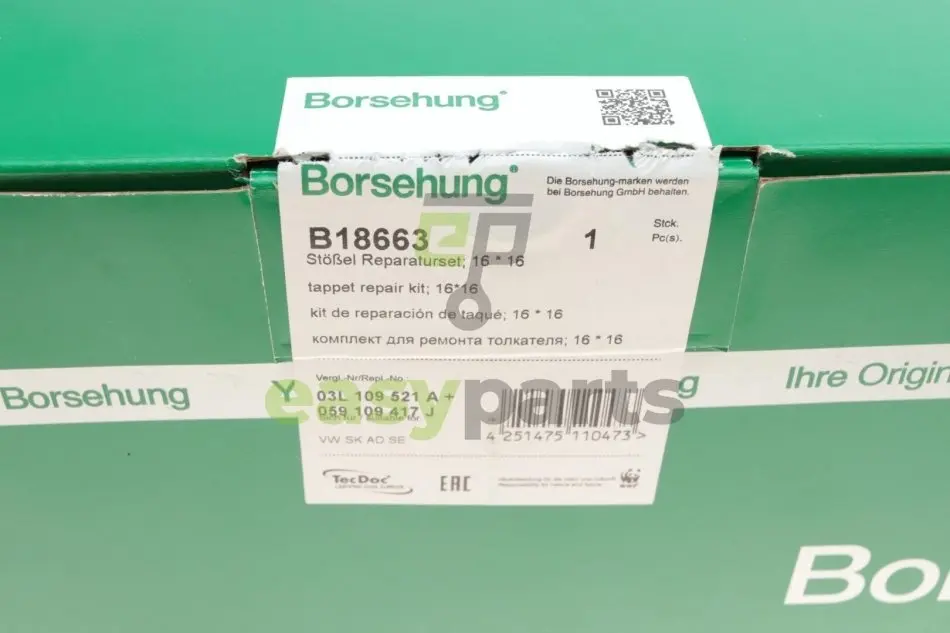 Borsehung®
Borsehung®
Die Borsehung-marken werden
bei Borsehung GmbH behalten.
B18663
1
Stck.
Pc(s).
Stößel Reparaturset; 16 * 16
tappet repair kit; 16*16
kit de reparación de taqué; 16 * 16
комплект для ремонта толкателя; 16 * 16
Vergl.-Nr/Repl.-No.:
03L 109 521 A +
059 109 417 J
VW SK AD SE
4 251475 110473 >
TecDoc
EAC
WWF
Borsehung
Ihre Origin
Bo
easyparts